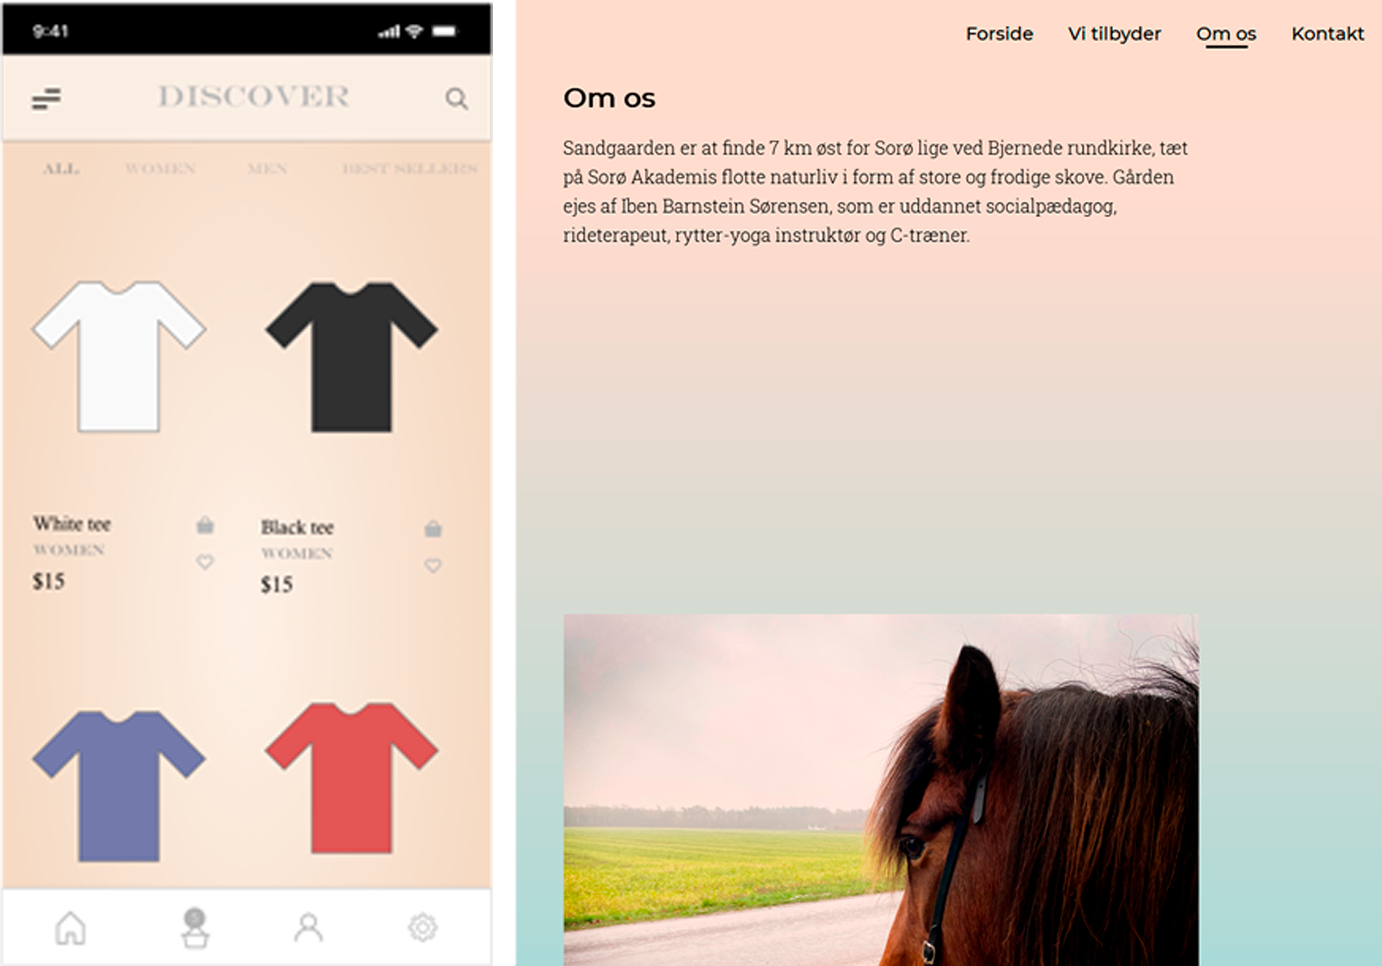 9:41
DISCOVER
ALL WOMEN MEN BEST SELLERS
White tee
WOMEN
$15
Black tee
WOMEN
$15
Forside Vi tilbyder Om os Kontakt
Om os
Sandgaarden er at finde 7 km øst for Sorø lige ved Bjernede rundkirke, tæt
på Sorø Akademis flotte naturliv i form af store og frodige skove. Gården
ejes af Iben Barnstein Sørensen, som er uddannet socialpædagog,
rideterapeut, rytter-yoga instruktør og C-træner.